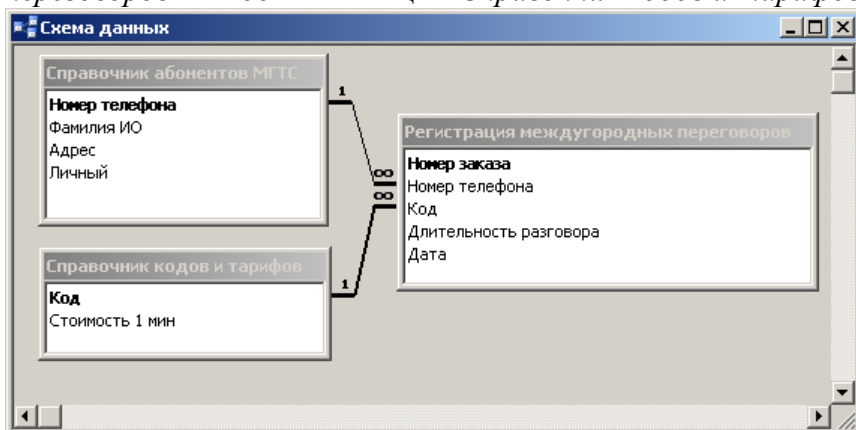 Схема данных
Справочник абонентов МГТС
Номер телефона
Фамилия ИО
Адрес
Личный
1
Регистрация междугородных переговоров
Номер заказа
Номер телефона
Код
Длительность разговора
Дата
∞
∞
Справочник кодов и тарифов
Код
Стоимость 1 мин
1